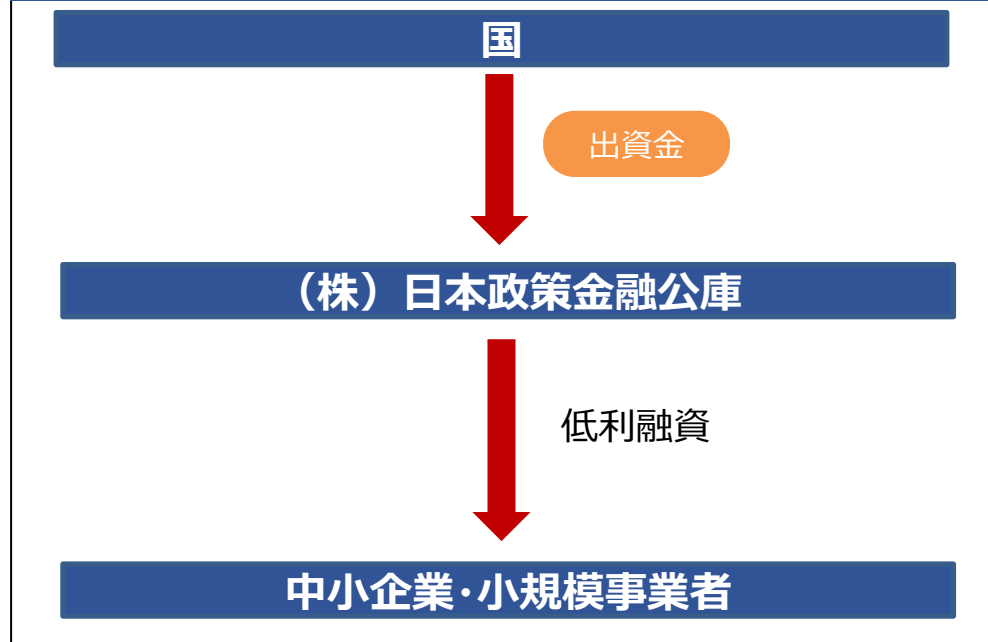 国
出資金
（株）日本政策金融公庫
低利融資
中小企業･小規模事業者